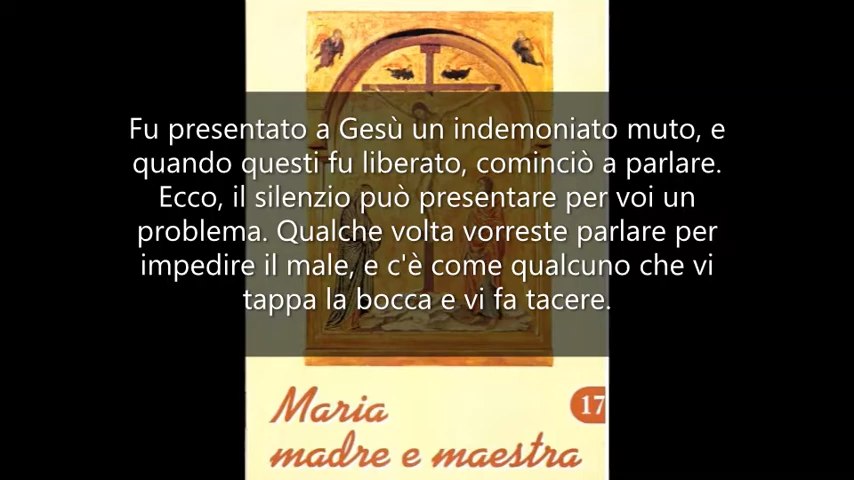 Fu presentato a Gesù un indemoniato muto, e
quando questi fu liberato, cominciò a parlare.
Ecco, il silenzio può presentare per voi un
problema. Qualche volta vorreste parlare per
impedire il male, e c'è come qualcuno che vi
tappa la bocca e vi fa tacere.
Maria
17
madre e maestra